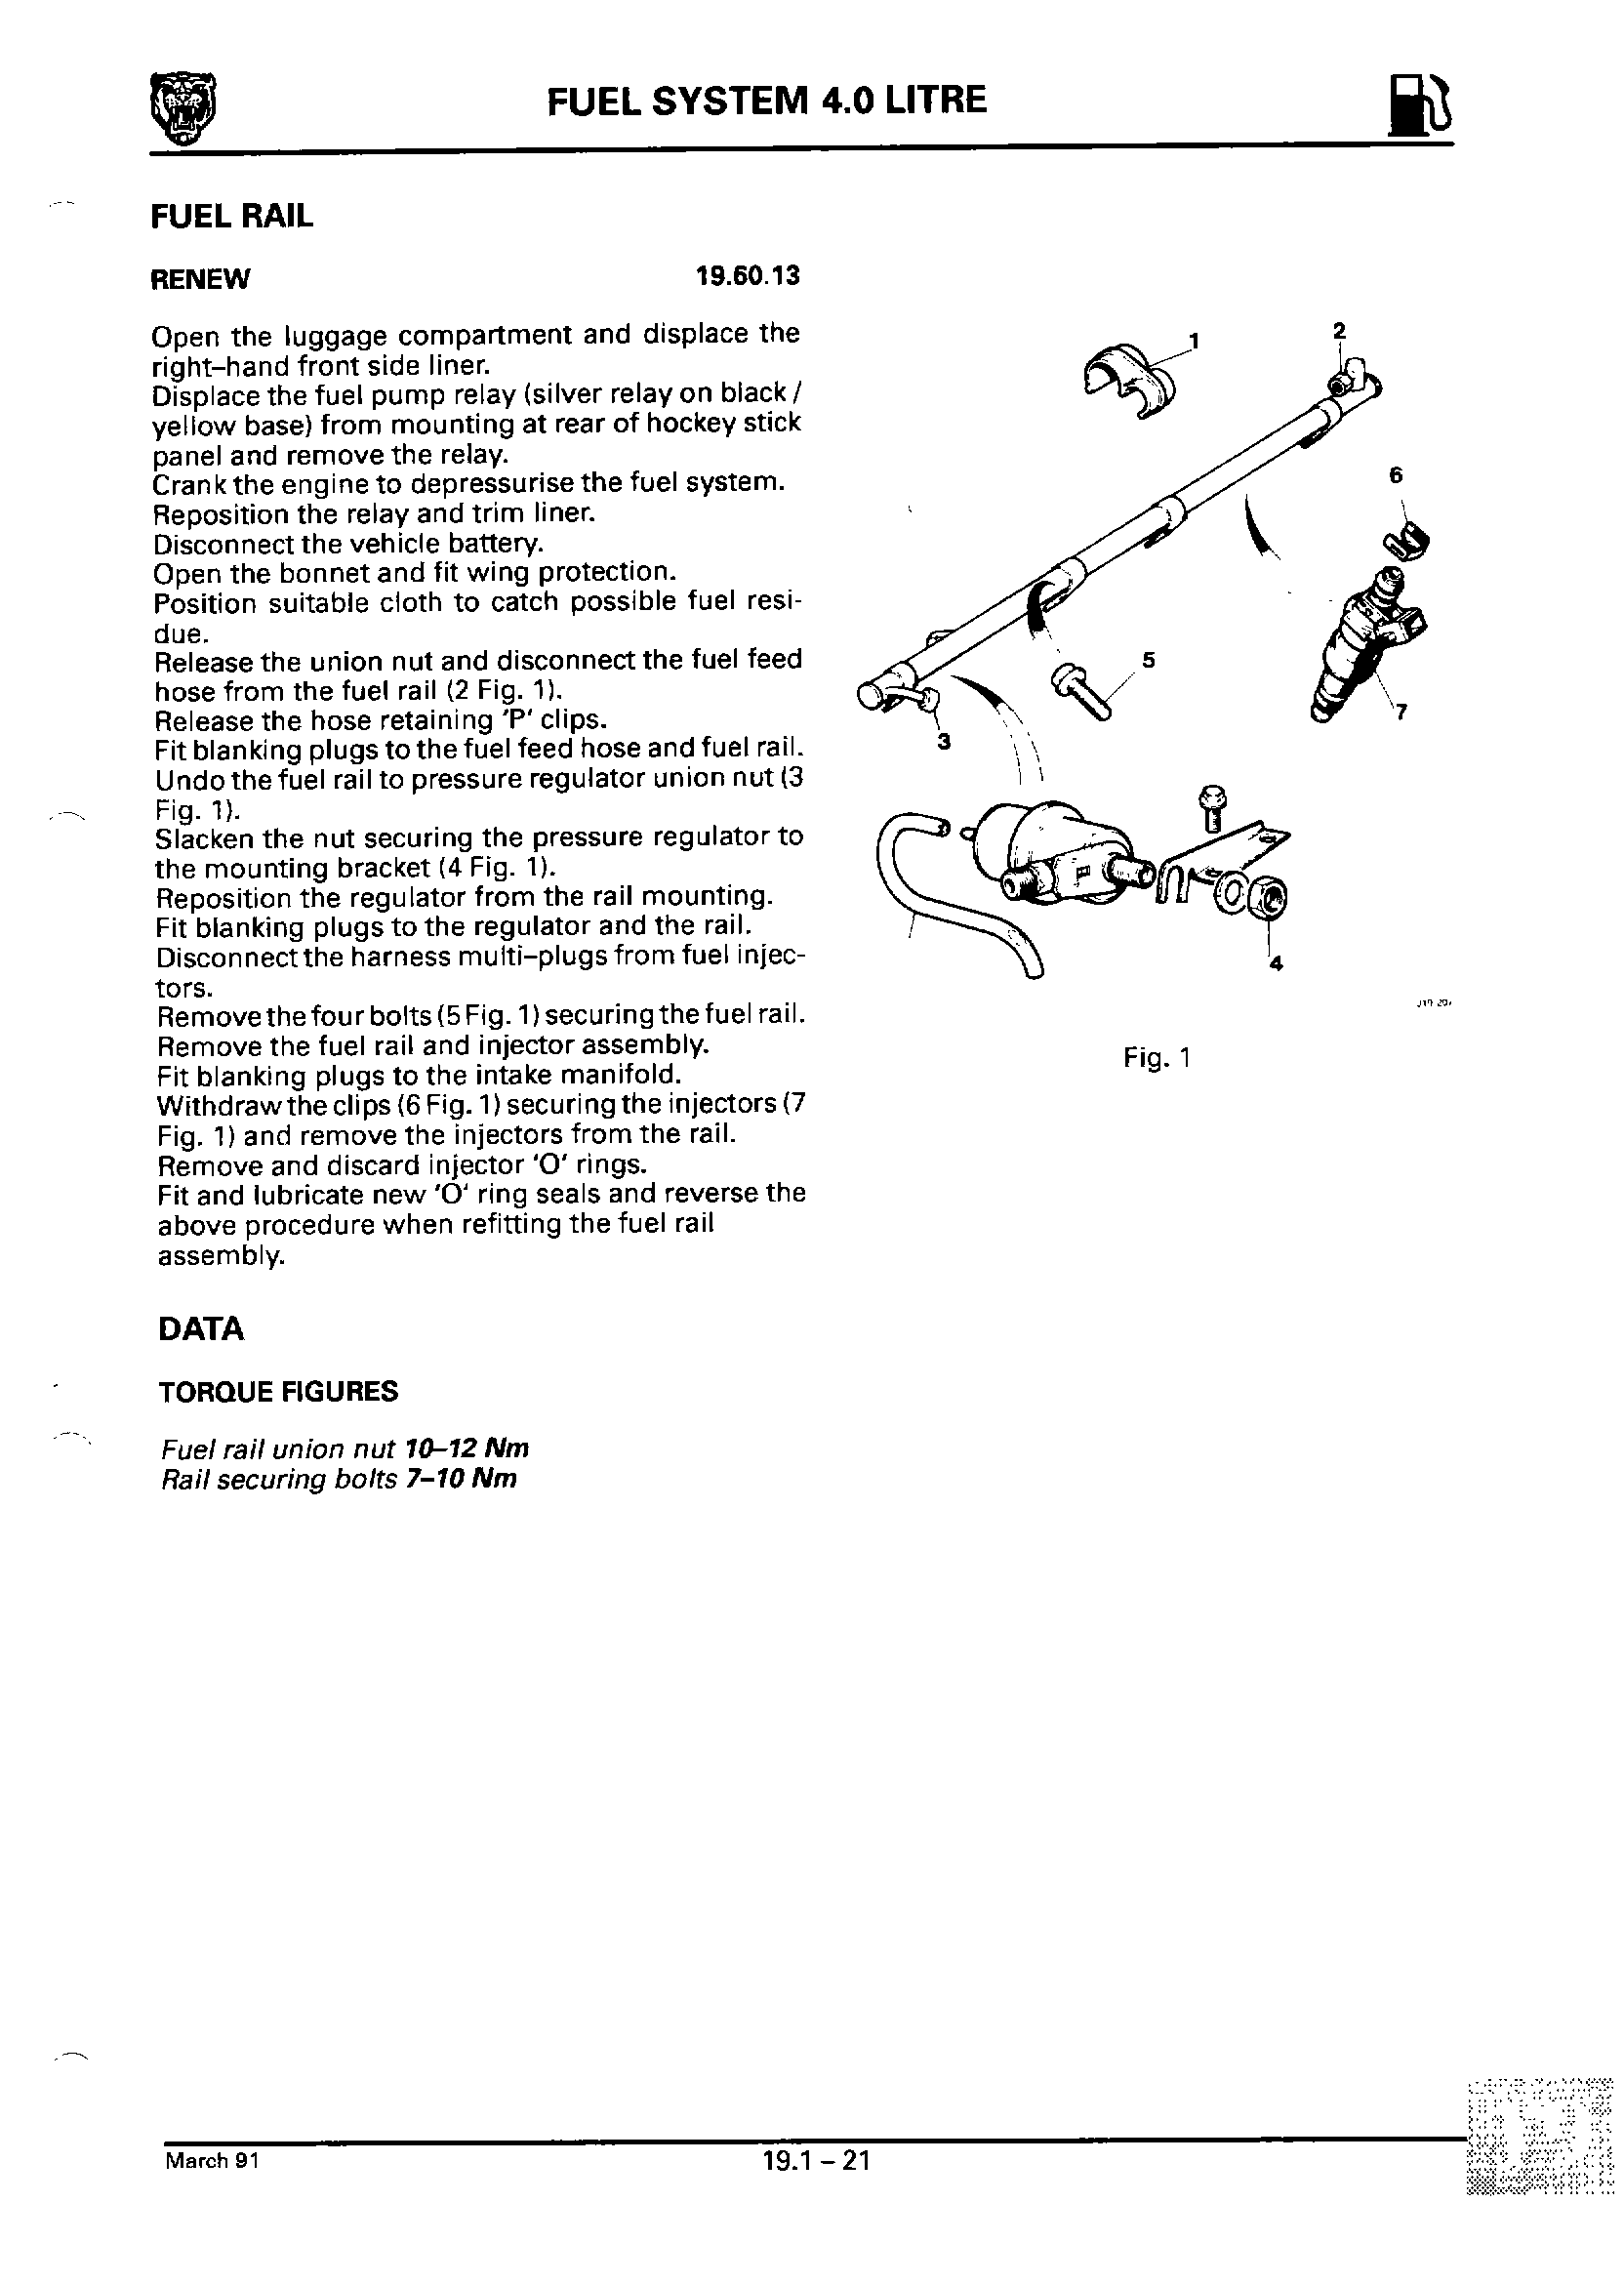 FUEL SYSTEM 4.0 LITRE
FUEL RAIL
RENEW 19.60.13
Open the luggage compartment and displace the
right–hand front side liner.
Displace the fuel pump relay (silver relay on black /
yellow base) from mounting at rear of hockey stick
panel and remove the relay.
Crank the engine to depressurise the fuel system.
Reposition the relay and trim liner.
Disconnect the vehicle battery.
Open the bonnet and fit wing protection.
Position suitable cloth to catch possible fuel resi-
due.
Release the union nut and disconnect the fuel feed
hose from the fuel rail (2 Fig. 1).
Release the hose retaining 'P' clips.
Fit blanking plugs to the fuel feed hose and fuel rail.
Undo the fuel rail to pressure regulator union nut (3
Fig. 1).
Slacken the nut securing the pressure regulator to
the mounting bracket (4 Fig. 1).
Reposition the regulator from the rail mounting.
Fit blanking plugs to the regulator and the rail.
Disconnect the harness multi–plugs from fuel injec-
tors.
Remove the four bolts (5 Fig. 1) securing the fuel rail.
Remove the fuel rail and injector assembly.
Fit blanking plugs to the intake manifold.
Withdraw the clips (6 Fig. 1) securing the injectors (7
Fig. 1) and remove the injectors from the rail.
Remove and discard injector 'O' rings.
Fit and lubricate new 'O' ring seals and reverse the
above procedure when refitting the fuel rail
assembly.
DATA
TORQUE FIGURES
Fuel rail union nut 10–12 Nm
Rail securing bolts 7–10 Nm
1
2
6
5
7
3
P
4
Fig. 1
March 91
19.1 – 21